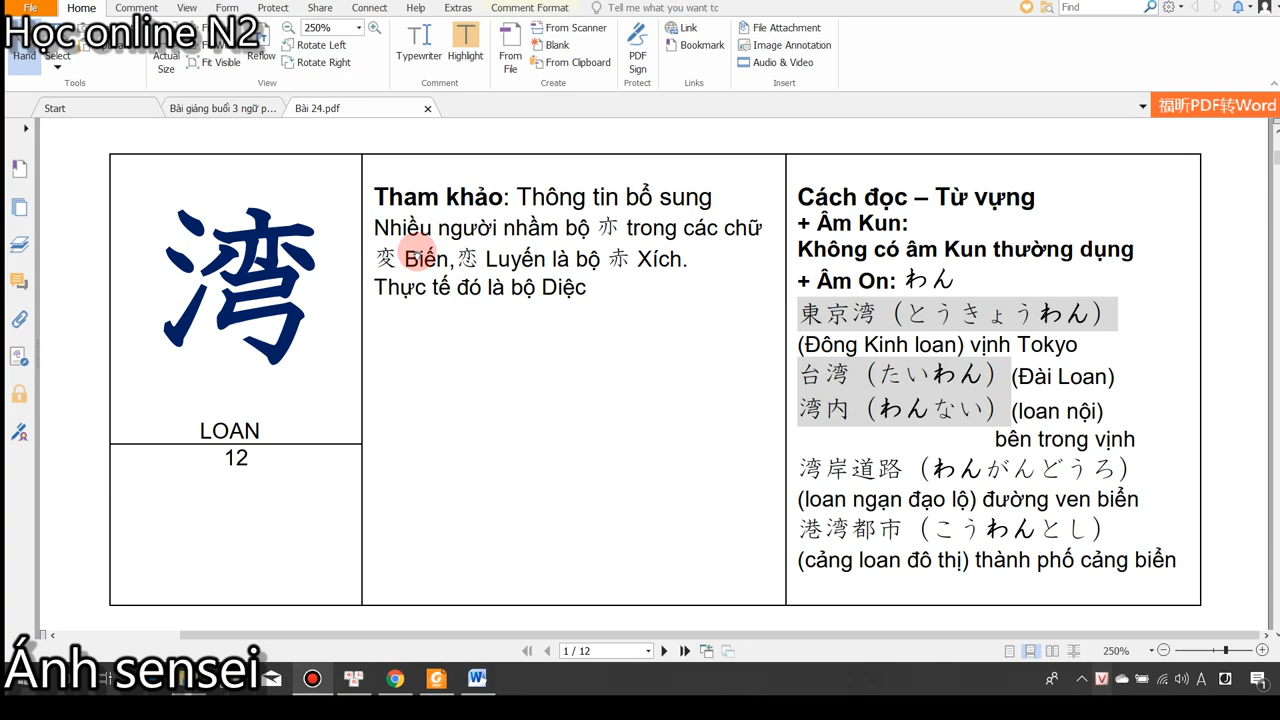 File Home Comment View Form Protect Share Connect Help Extras Comment Format Tell me what you want to do... Find
Học online N2
Hand Select
Actual Size
Fit Visible
Reflow
250%
Rotate Left
Rotate Right
Typewriter Highlight
From File
From Scanner
Blank
From Clipboard
PDF Sign
Link
Bookmark
File Attachment
Image Annotation
Audio & Video
Tools View Comment Create Protect Links Insert
Start Bài giảng buổi 3 ngữ p... Bài 24.pdf
福昕PDF转Word
湾
LOAN
12
Tham khảo: Thông tin bổ sung
Nhiều người nhầm bộ 亦 trong các chữ
変 Biến,恋 Luyến là bộ 赤 Xích.
Thực tế đó là bộ Diệc
Cách đọc – Từ vựng
+ Âm Kun:
Không có âm Kun thường dụng
+ Âm On: わん
東京湾（とうきょうわん）
(Đông Kinh loan) vịnh Tokyo
台湾（たいわん）(Đài Loan)
湾内（わんない）(loan nội)
bên trong vịnh
湾岸道路（わんがんどうろ）
(loan ngạn đạo lộ) đường ven biển
港湾都市（こうわんとし）
(cảng loan đô thị) thành phố cảng biển
1 / 12
250%
Ánh sensei